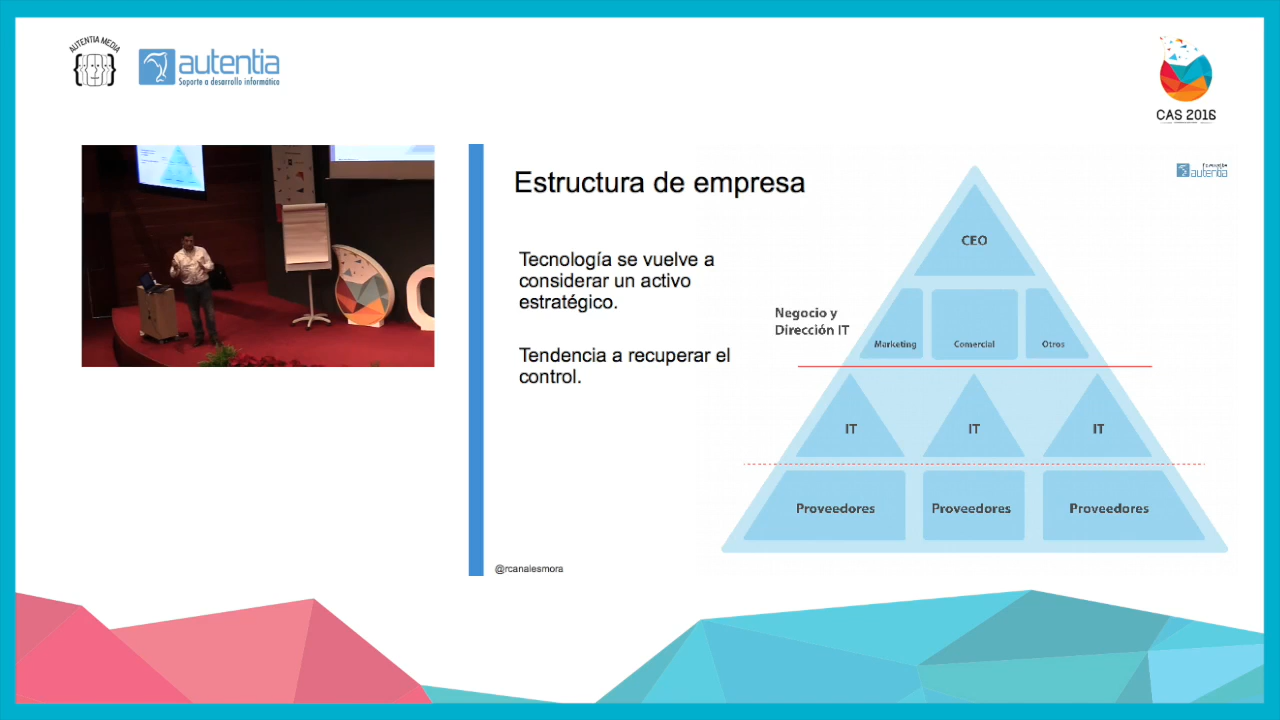 AUTENTIA MEDIA
autentia
Soporte a desarrollo informático
CAS 2016
Estructura de empresa
autentia
Tecnología se vuelve a
considerar un activo
estratégico.
Tendencia a recuperar el
control.
CEO
Negocio y
Dirección IT
Marketing
Comercial
Otros
IT
IT
IT
Proveedores
Proveedores
Proveedores
@rcanalesmora